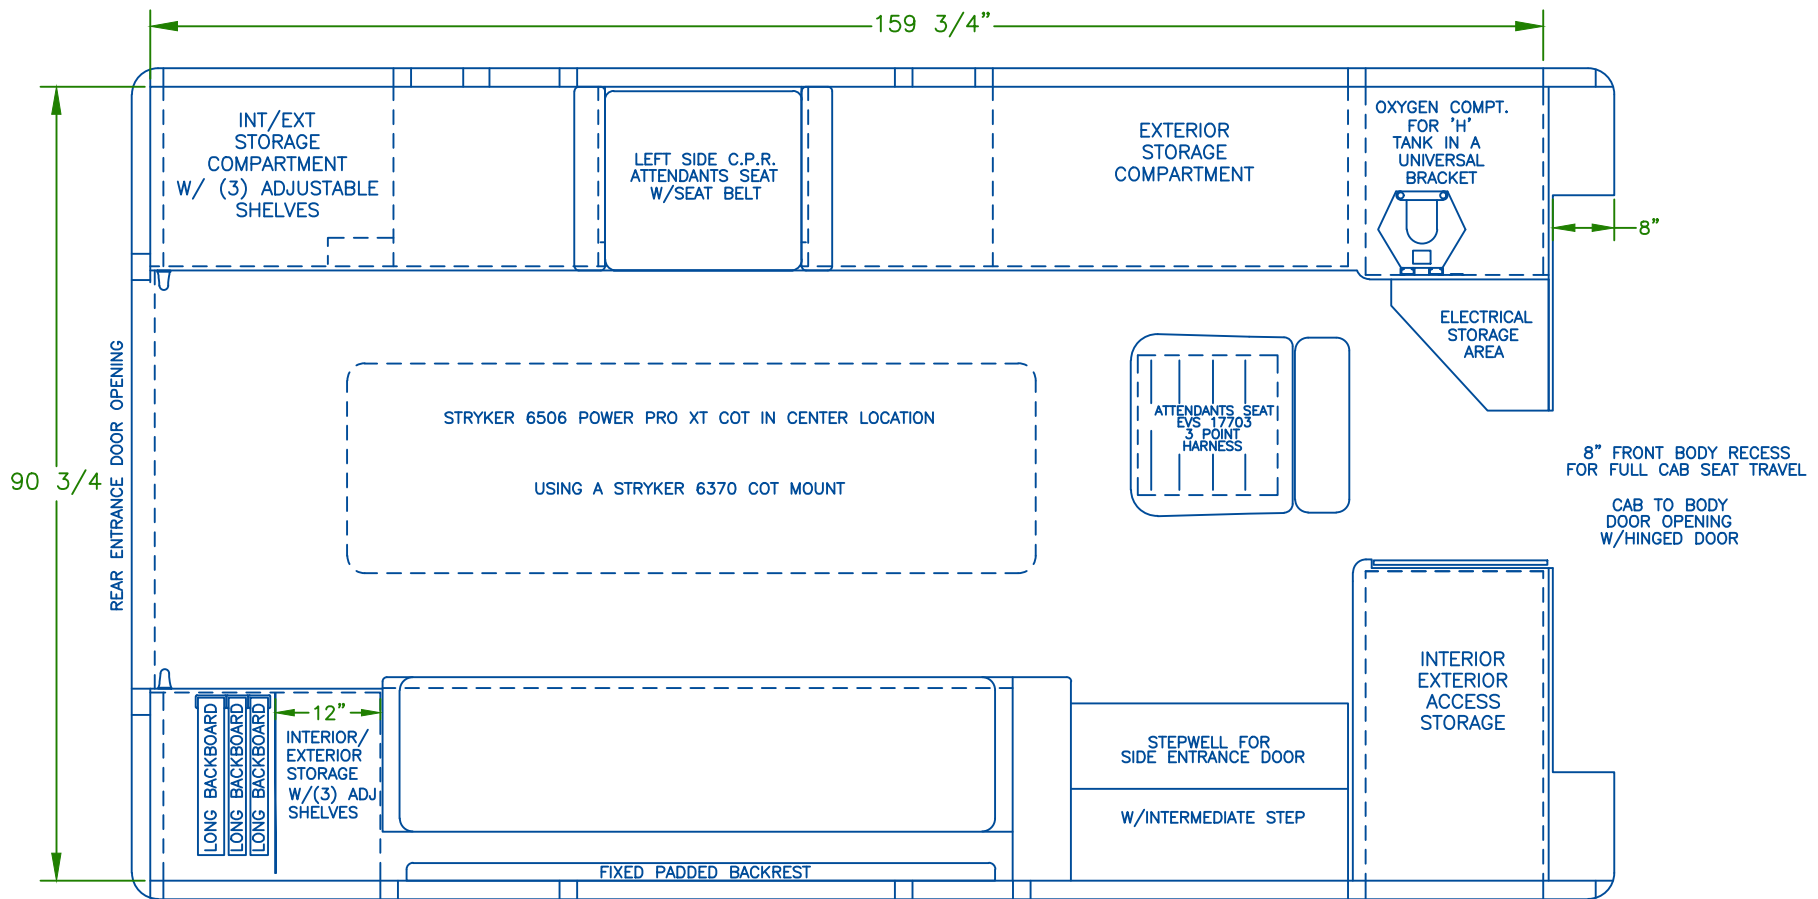 159 3/4”
INT/EXT
STORAGE
COMPARTMENT
W/ (3) ADJUSTABLE
SHELVES
LEFT SIDE C.P.R.
ATTENDANTS SEAT
W/SEAT BELT
EXTERIOR
STORAGE
COMPARTMENT
OXYGEN COMPT.
FOR 'H'
TANK IN A
UNIVERSAL
BRACKET
8”
ELECTRICAL
STORAGE
AREA
90 3/4
REAR ENTRANCE DOOR OPENING
STRYKER 6506 POWER PRO XT COT IN CENTER LOCATION
USING A STRYKER 6370 COT MOUNT
ATTENDANTS SEAT
EVS 17703
3 POINT
HARNESS
8” FRONT BODY RECESS
FOR FULL CAB SEAT TRAVEL
CAB TO BODY
DOOR OPENING
W/HINGED DOOR
LONG BACKBOARD
LONG BACKBOARD
LONG BACKBOARD
12”
INTERIOR/
EXTERIOR
STORAGE
W/(3) ADJ
SHELVES
FIXED PADDED BACKREST
STEPWELL FOR
SIDE ENTRANCE DOOR
W/INTERMEDIATE STEP
INTERIOR
EXTERIOR
ACCESS
STORAGE